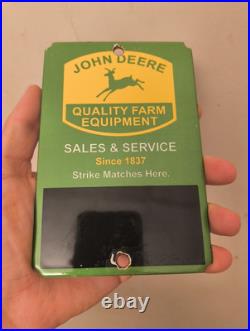 JOHN DEERE
QUALITY FARM
EQUIPMENT
SALES & SERVICE
Since 1837
Strike Matches Here.